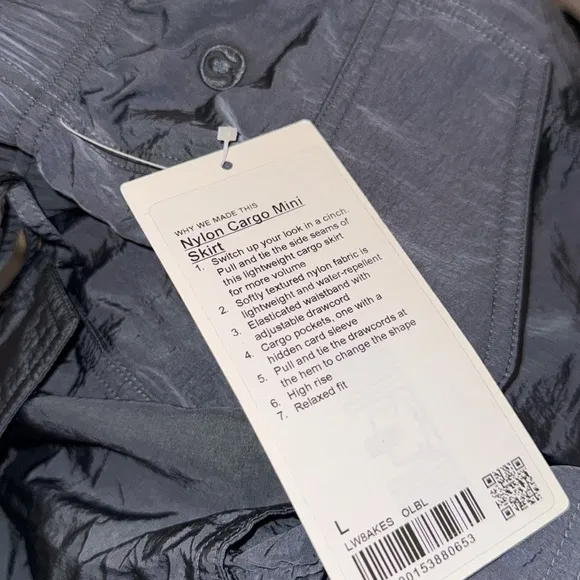 WHY WE MADE THIS
Nylon Cargo Mini
Skirt
1. Switch up your look in a cinch.
Pull and tie the side seams of
this lightweight cargo skirt
for more volume
2. Softly textured nylon fabric is
lightweight and water-repellent
3. Elasticated waistband with
adjustable drawcord
4. Cargo pockets, one with a
hidden card sleeve
5. Pull and tie the drawcords at
the hem to change the shape
6. High rise
7. Relaxed fit
L
LW8AKES OLBL
00153880653